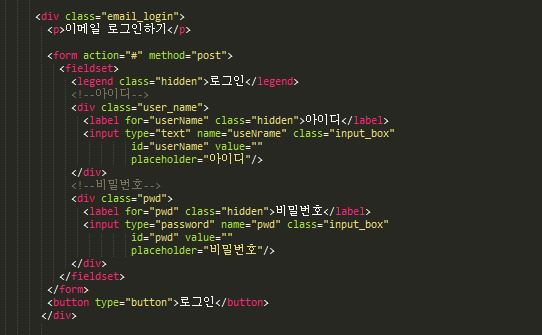 <div class="email_login">
<p>이메일 로그인하기</p>
<form action="#" method="post">
<fieldset>
<legend class="hidden">로그인</legend>
<!--아이디-->
<div class="user_name">
<label for="userName" class="hidden">아이디</label>
<input type="text" name="useNrame" class="input_box"
id="userName" value=""
placeholder="아이디"/>
</div>
<!--비밀번호-->
<div class="pwd">
<label for="pwd" class="hidden">비밀번호</label>
<input type="password" name="pwd" class="input_box"
id="pwd" value=""
placeholder="비밀번호"/>
</div>
</fieldset>
</form>
<button type="button">로그인</button>
</div>